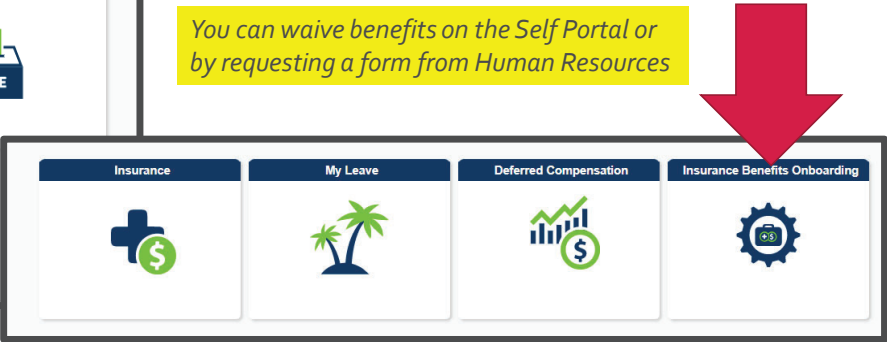 You can waive benefits on the Self Portal or
by requesting a form from Human Resources
E
Insurance
My Leave
Deferred Compensation
Insurance Benefits Onboarding
$
$
+$